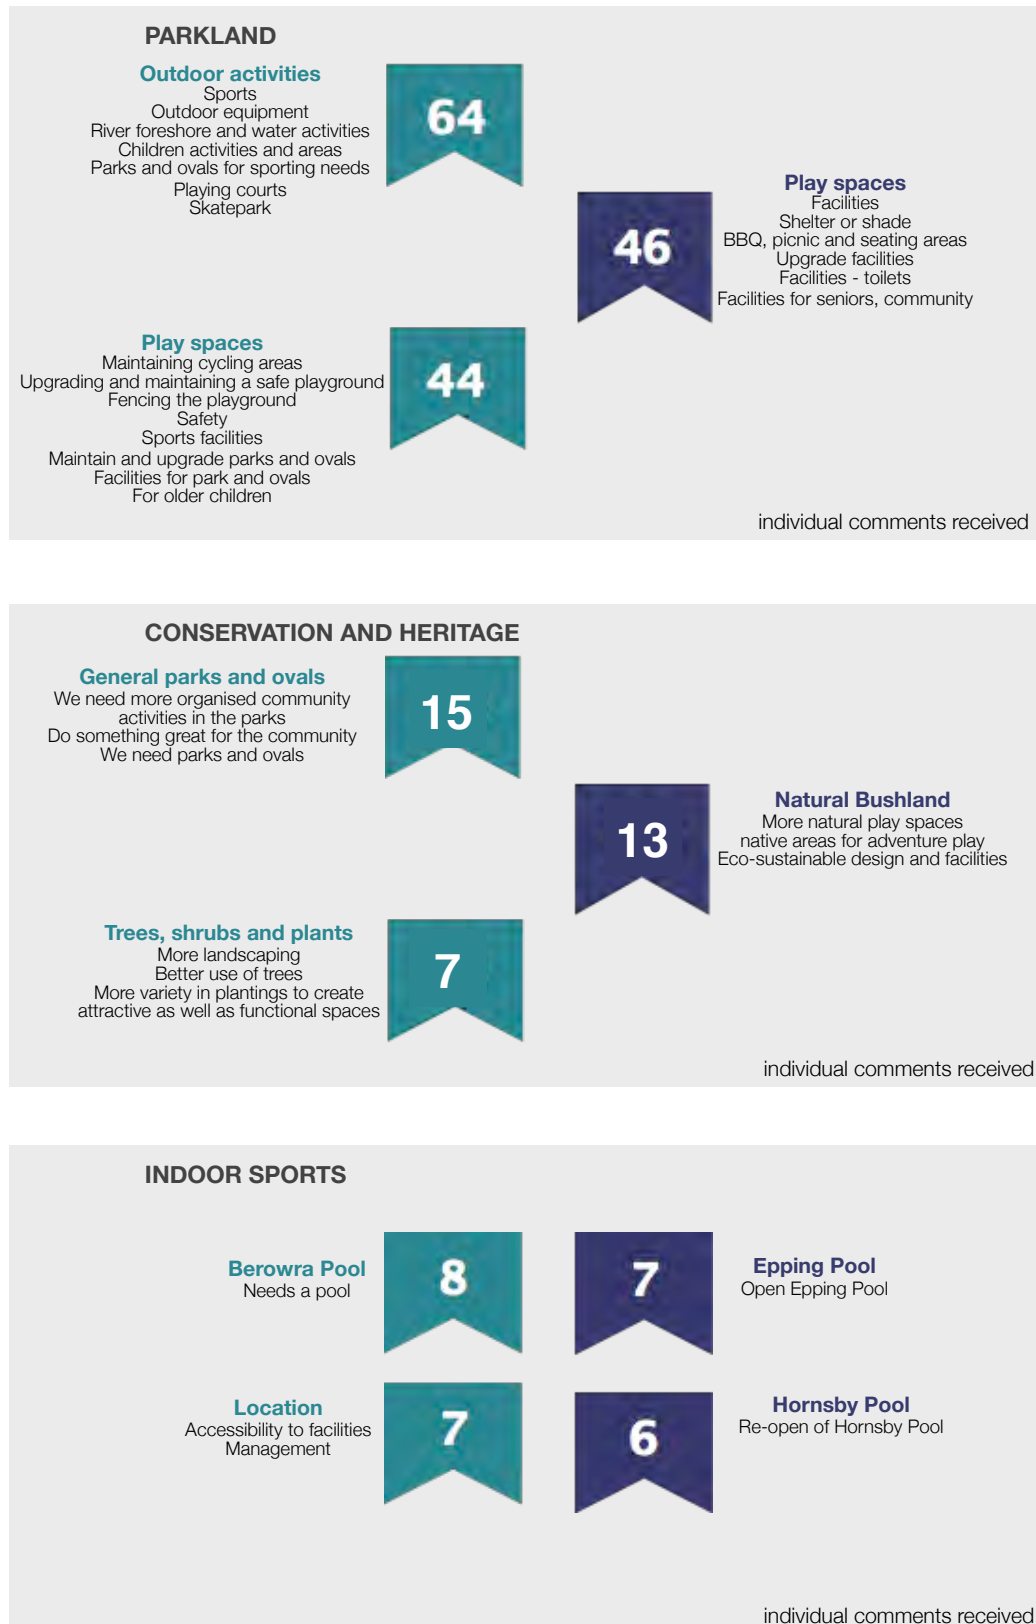 PARKLAND
Outdoor activities
Sports
Outdoor equipment
River foreshore and water activities
Children activities and areas
Parks and ovals for sporting needs
Playing courts
Skatepark
64
Play spaces
Facilities
Shelter or shade
BBQ, picnic and seating areas
Upgrade facilities
Facilities - toilets
Facilities for seniors, community
46
Play spaces
Maintaining cycling areas
Upgrading and maintaining a safe playground
Fencing the playground
Safety
Sports facilities
Maintain and upgrade parks and ovals
Facilities for park and ovals
For older children
44
individual comments received
CONSERVATION AND HERITAGE
General parks and ovals
We need more organised community
activities in the parks
Do something great for the community
We need parks and ovals
15
Natural Bushland
More natural play spaces
native areas for adventure play
Eco-sustainable design and facilities
13
Trees, shrubs and plants
More landscaping
Better use of trees
More variety in plantings to create
attractive as well as functional spaces
7
individual comments received
INDOOR SPORTS
Berowra Pool
Needs a pool
8
7
Epping Pool
Open Epping Pool
Location
Accessibility to facilities
Management
7
6
Hornsby Pool
Re-open of Hornsby Pool
individual comments received